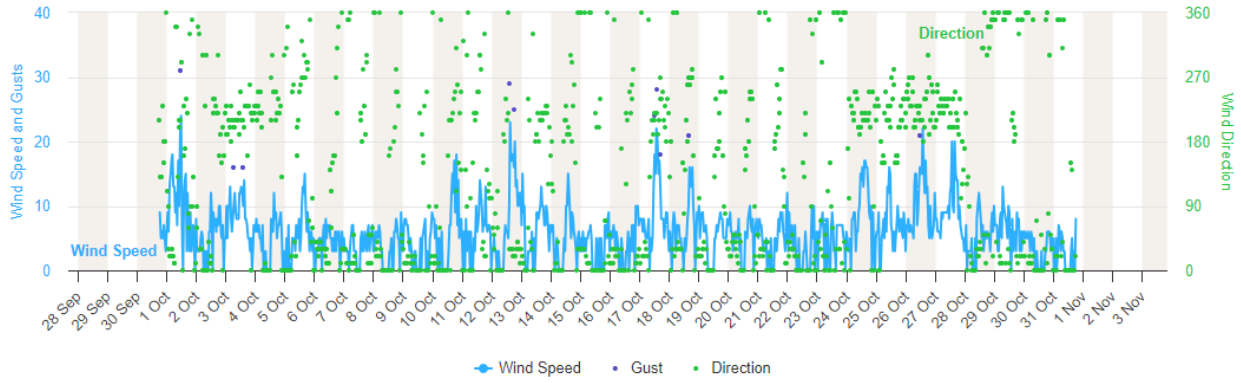 40
30
20
10
0
Wind Speed and Gusts
360
270
180
90
0
Wind Direction
Direction
Wind Speed
28 Sep
29 Sep
30 Sep
1 Oct
2 Oct
3 Oct
4 Oct
5 Oct
6 Oct
7 Oct
8 Oct
9 Oct
10 Oct
11 Oct
12 Oct
13 Oct
14 Oct
15 Oct
16 Oct
17 Oct
18 Oct
19 Oct
20 Oct
21 Oct
22 Oct
23 Oct
24 Oct
25 Oct
26 Oct
27 Oct
28 Oct
29 Oct
30 Oct
31 Oct
1 Nov
2 Nov
3 Nov
Wind Speed Gust Direction